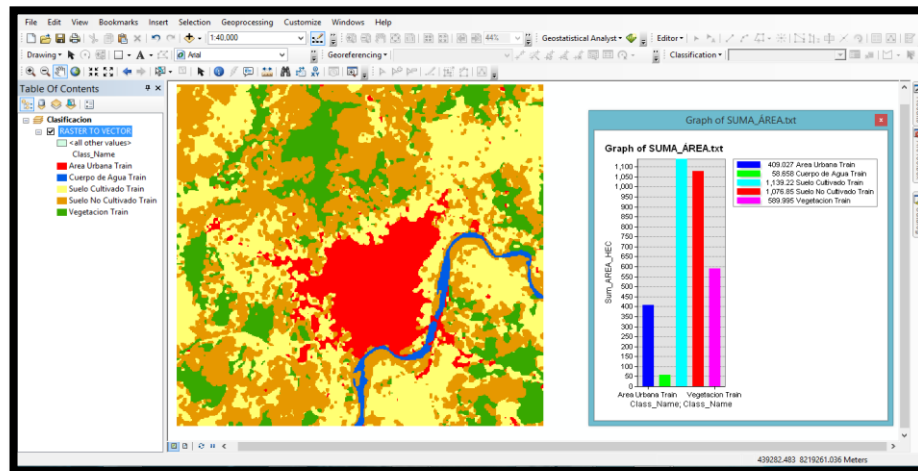 File Edit View Bookmarks Insert Selection Geoprocessing Customize Windows Help
1:40,000 44% Geostatistical Analyst Editor
Drawing A Arial Georeferencing Classification
Table Of Contents
Clasificacion
RASTER TO VECTOR
<all other values>
Class_Name
Area Urbana Train
Cuerpo de Agua Train
Suelo Cultivado Train
Suelo No Cultivado Train
Vegetacion Train
Graph of SUMA_ÁREA.txt
Graph of SUMA_ÁREA.txt
409.027 Area Urbana Train
58.658 Cuerpo de Agua Train
1,139.22 Suelo Cultivado Train
1,076.85 Suelo No Cultivado Train
589.995 Vegetacion Train
Sum_AREA_HEC
1,100
1,050
1,000
950
900
850
800
750
700
650
600
550
500
450
400
350
300
250
200
150
100
50
0
Area Urbana Train Vegetacion Train
Class_Name; Class_Name
439282.483 8219261.036 Meters